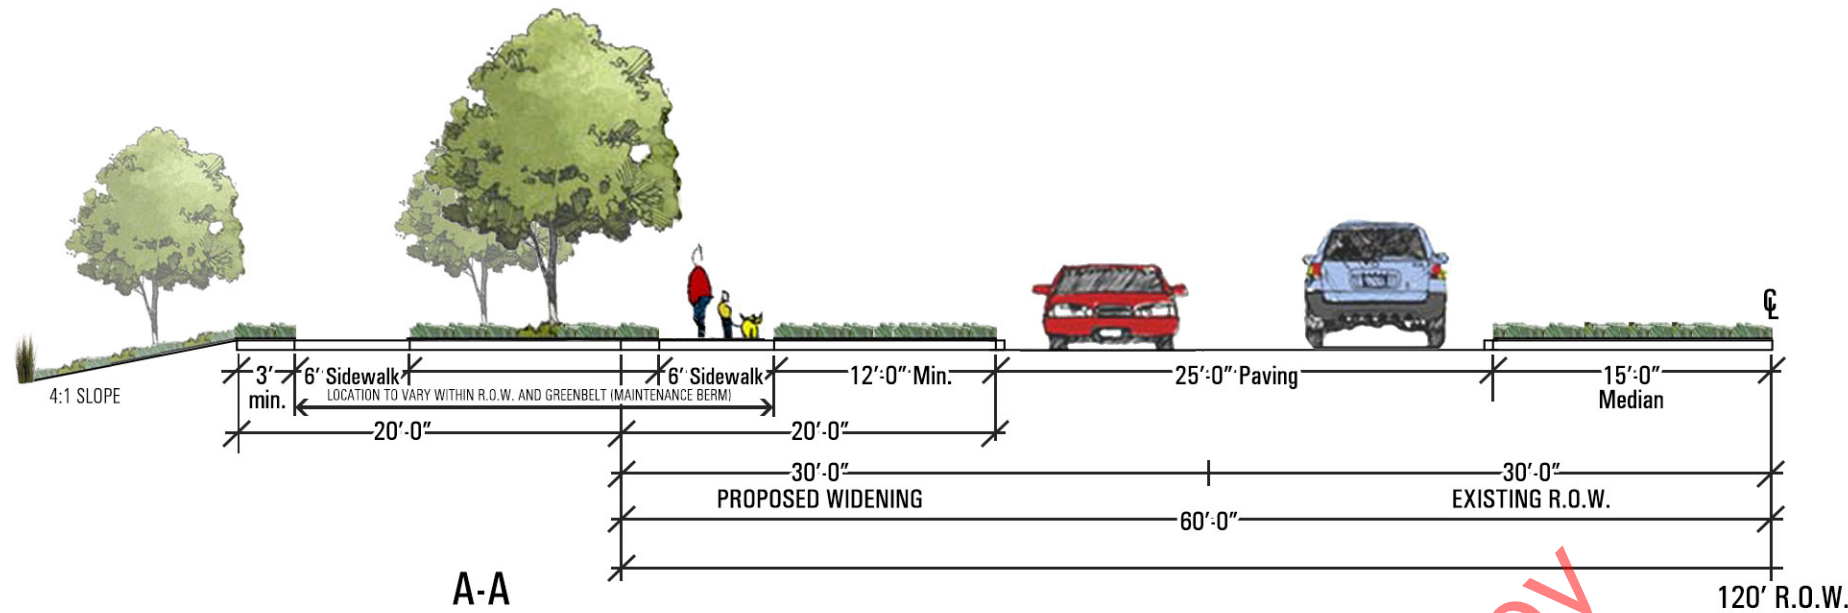 ℄
3' 6' Sidewalk 6' Sidewalk 12'-0" Min. 25'-0" Paving 15'-0"
4:1 SLOPE min. LOCATION TO VARY WITHIN R.O.W. AND GREENBELT (MAINTENANCE BERM) Median
20'-0" 20'-0"
30'-0" 30'-0"
PROPOSED WIDENING EXISTING R.O.W.
60'-0"
A-A 120' R.O.W.